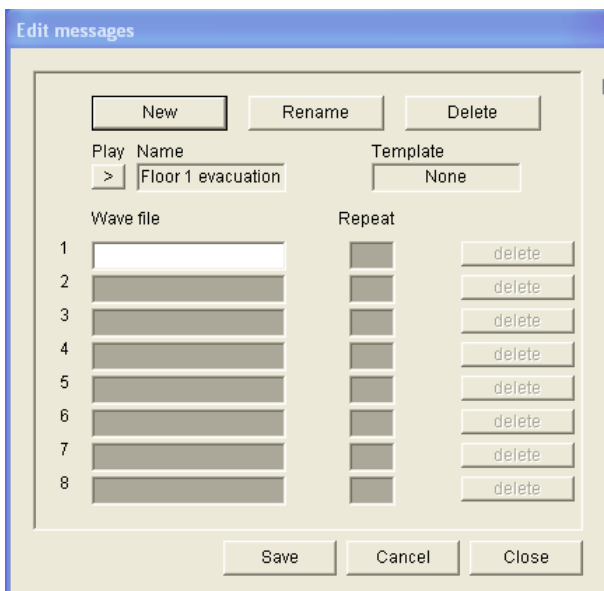 Edit messages
New Rename Delete
Play Name Template
> Floor 1 evacuation None
Wave file Repeat
1 delete
2 delete
3 delete
4 delete
5 delete
6 delete
7 delete
8 delete
Save Cancel Close